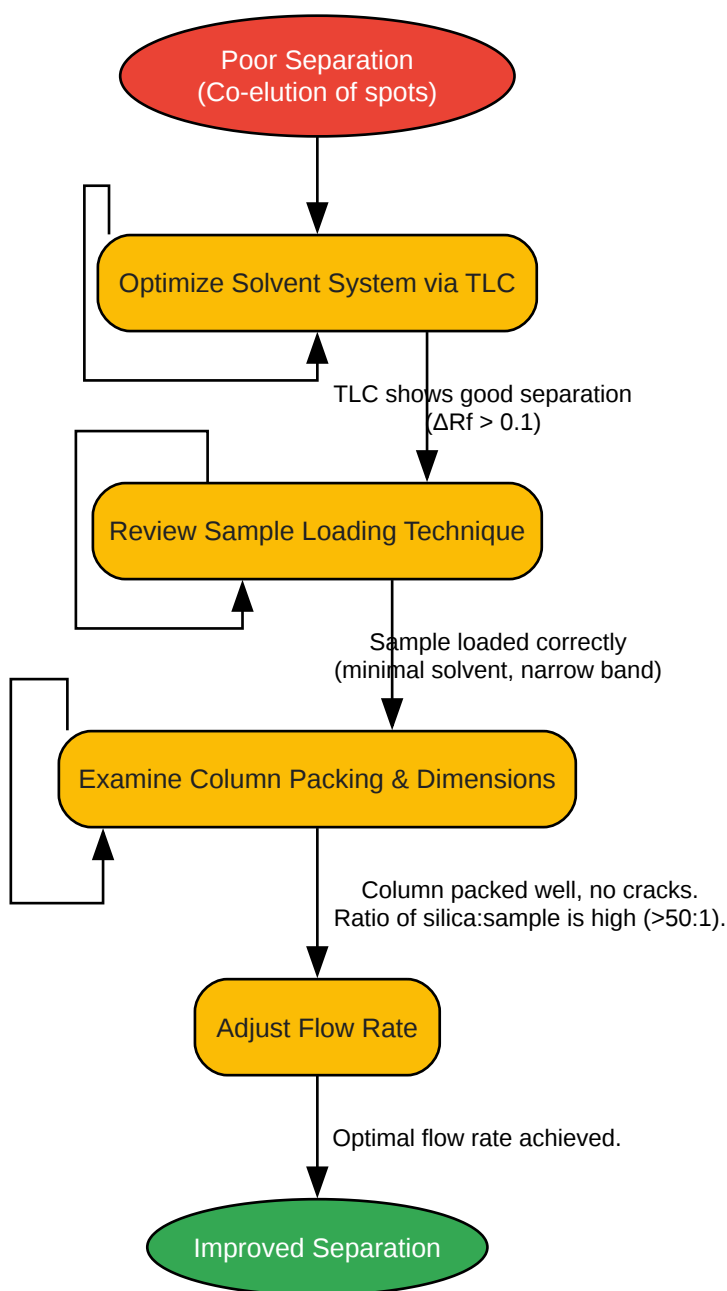 Poor Separation
(Co-elution of spots)
Optimize Solvent System via TLC
TLC shows good separation
(ΔRf > 0.1)
Review Sample Loading Technique
Sample loaded correctly
(minimal solvent, narrow band)
Examine Column Packing & Dimensions
Column packed well, no cracks.
Ratio of silica:sample is high (>50:1).
Adjust Flow Rate
Optimal flow rate achieved.
Improved Separation